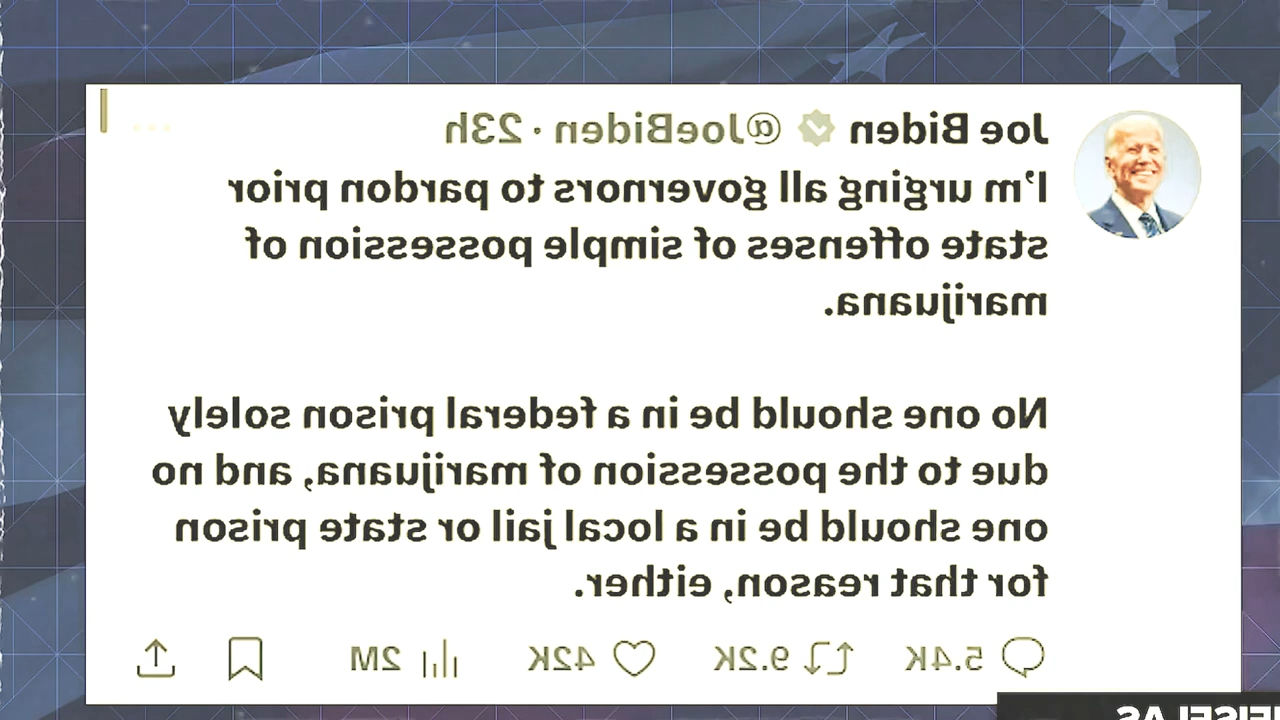 Joe Biden @JoeBiden · 23h ...
I'm urging all governors to pardon prior
state offenses of simple possession of
marijuana.
No one should be in a federal prison solely
due to the possession of marijuana, and no
one should be in a local jail or state prison
for that reason, either.
5.4K 9.2K 42K 2M